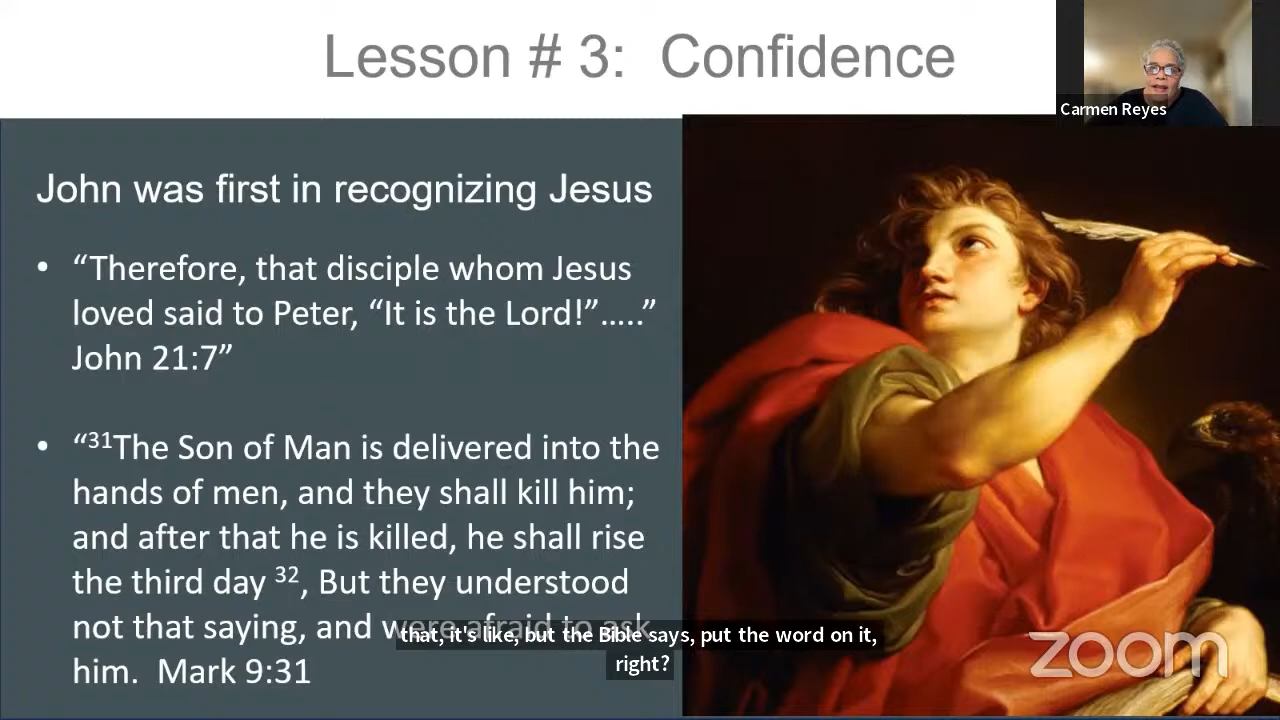 Lesson # 3:  Confidence
Carmen Reyes
John was first in recognizing Jesus
• “Therefore, that disciple whom Jesus
loved said to Peter, “It is the Lord!”…..”
John 21:7”
• “31The Son of Man is delivered into the
hands of men, and they shall kill him;
and after that he is killed, he shall rise
the third day 32, But they understood
not that saying, and were afraid to ask
him.  Mark 9:31
that, it's like, but the Bible says, put the word on it,
right?
zoom